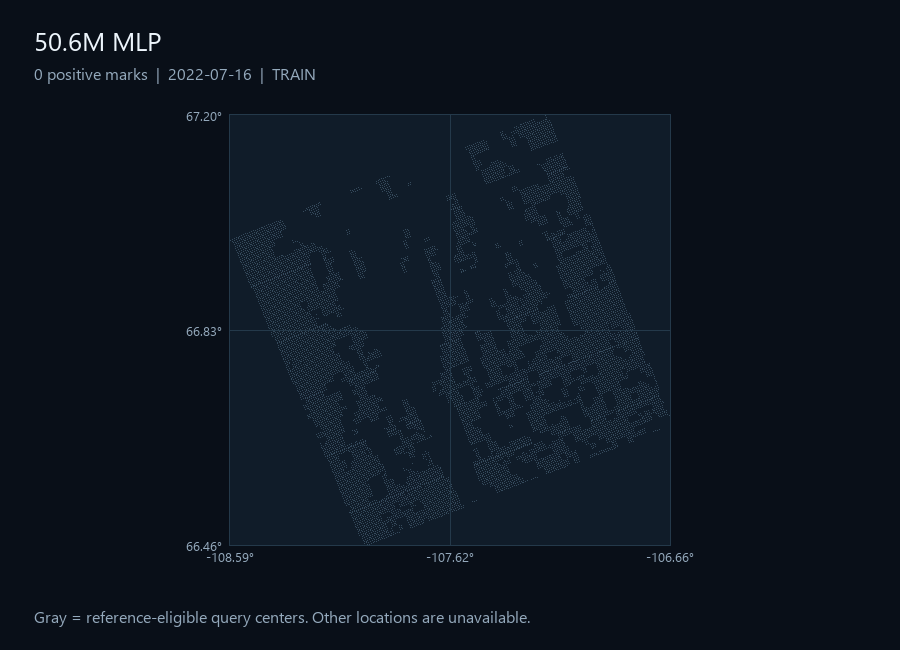 50.6M MLP
0 positive marks | 2022-07-16 | TRAIN
67.20°
66.83°
66.46°
-108.59° -107.62° -106.66°
Gray = reference-eligible query centers. Other locations are unavailable.